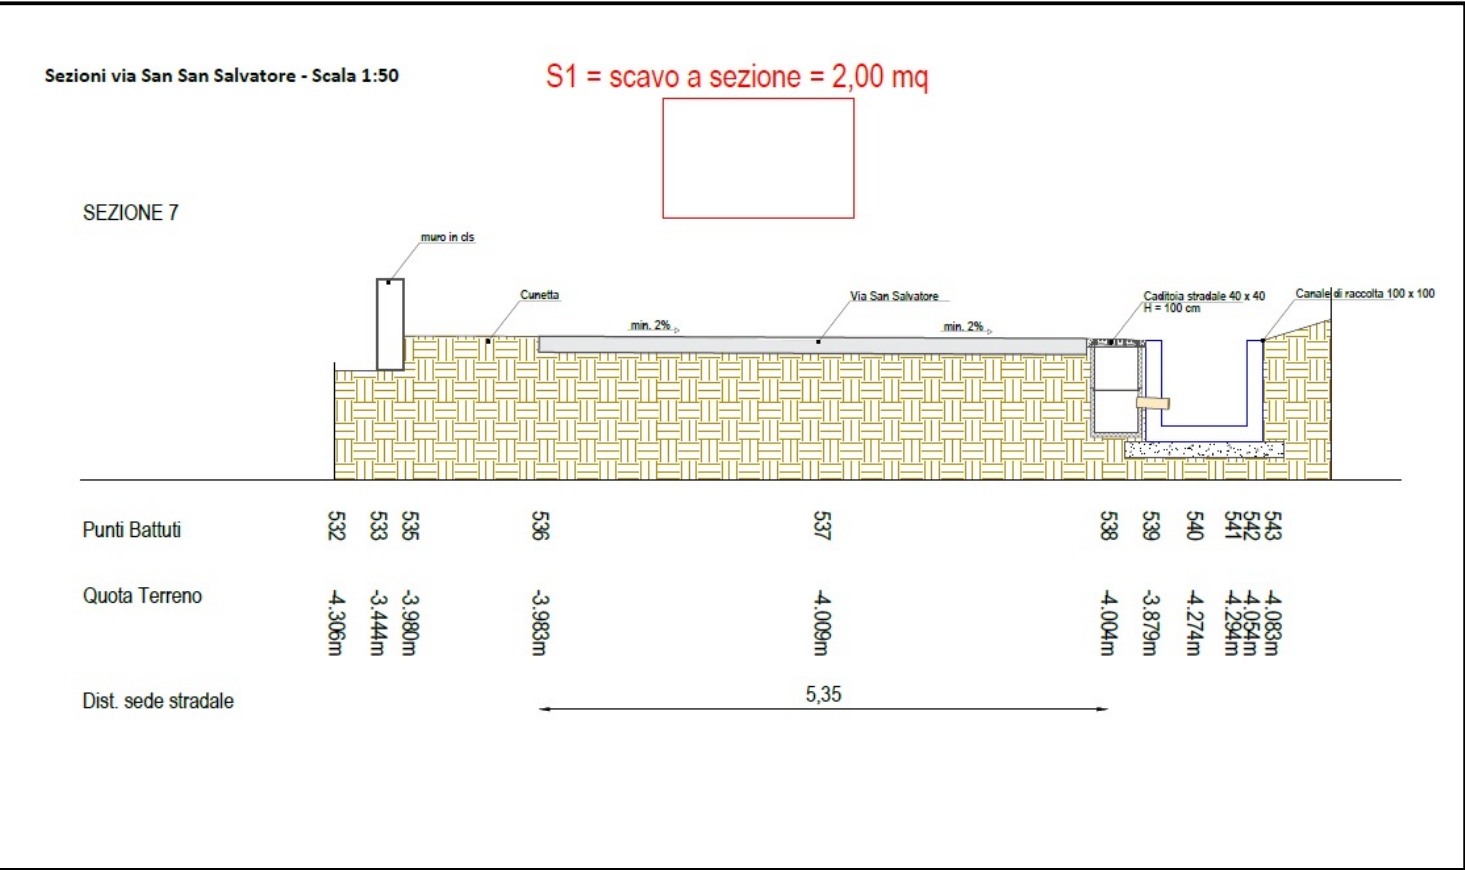 Sezioni via San San Salvatore - Scala 1:50
S1 = scavo a sezione = 2,00 mq
SEZIONE 7
muro in cls
Cunetta
Via San Salvatore
Caditoia stradale 40 x 40
H = 100 cm
Canale di raccolta 100 x 100
min. 2%
min. 2%
Punti Battuti
532
533
535
536
537
538
539
540
541
542
543
Quota Terreno
-4.306m
-3.444m
-3.980m
-3.983m
-4.009m
-4.004m
-3.879m
-4.274m
-4.294m
-4.054m
-4.083m
Dist. sede stradale
5,35